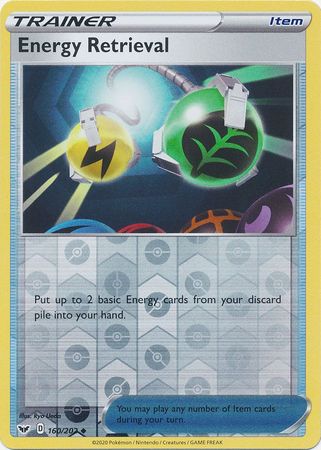 TRAINER Item
Energy Retrieval
Put up to 2 basic Energy cards from your discard
pile into your hand.
Illus. Ryo Ueda
D 160/202 ◆
You may play any number of Item cards
during your turn.
©2020 Pokémon / Nintendo / Creatures / GAME FREAK